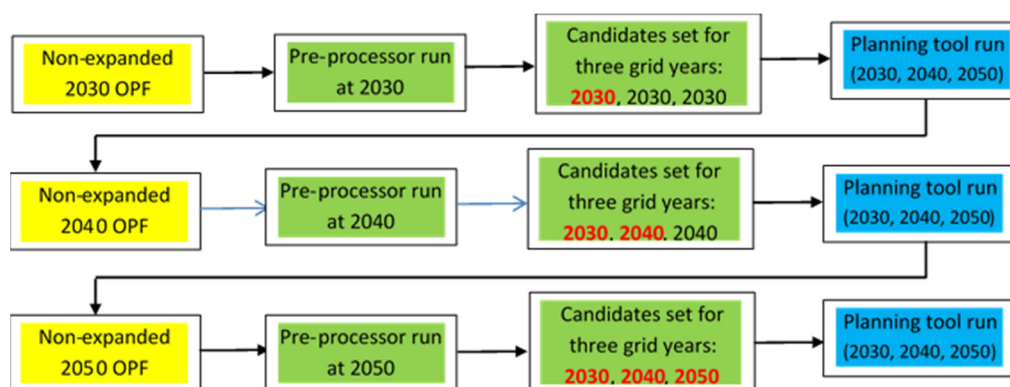 Non-expanded
2030 OPF
Pre-processor run
at 2030
Candidates set for
three grid years:
2030, 2030, 2030
Planning tool run
(2030, 2040, 2050)
Non-expanded
2040 OPF
Pre-processor run
at 2040
Candidates set for
three grid years:
2030, 2040, 2040
Planning tool run
(2030, 2040, 2050)
Non-expanded
2050 OPF
Pre-processor run
at 2050
Candidates set for
three grid years:
2030, 2040, 2050
Planning tool run
(2030, 2040, 2050)